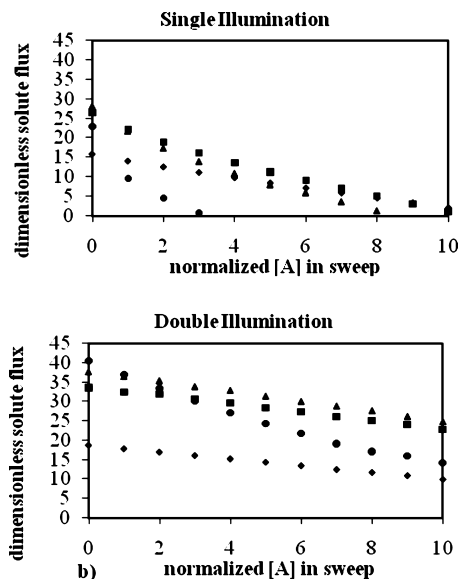 Single Illumination
dimensionless solute flux
45
40
35
30
25
20
15
10
5
0
0 2 4 6 8 10
normalized [A] in sweep
Double Illumination
dimensionless solute flux
45
40
35
30
25
20
15
10
5
0
0 2 4 6 8 10
normalized [A] in sweep
b)